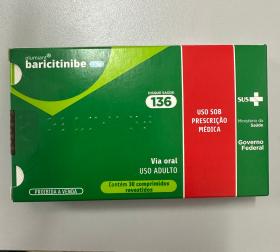 Olumiant®
baricitinibe
DISQUE SAÚDE
136
Via oral
USO ADULTO
Contém 30 comprimidos
revestidos
PROIBIDA A VENDA
USO SOB
PRESCRIÇÃO
MÉDICA
SUS
Ministério da
Saúde
Governo
Federal